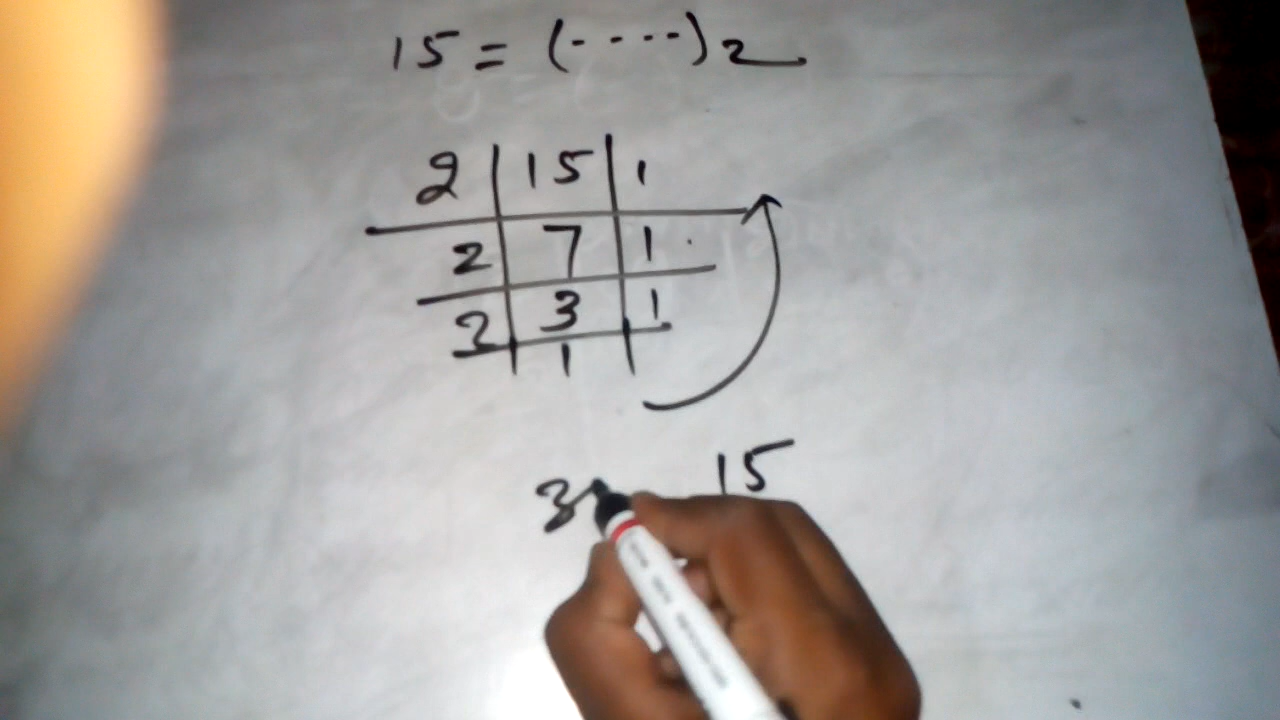 15 = (----)2
2 | 15 | 1
2 | 7 | 1
2 | 3 | 1
1
3 15